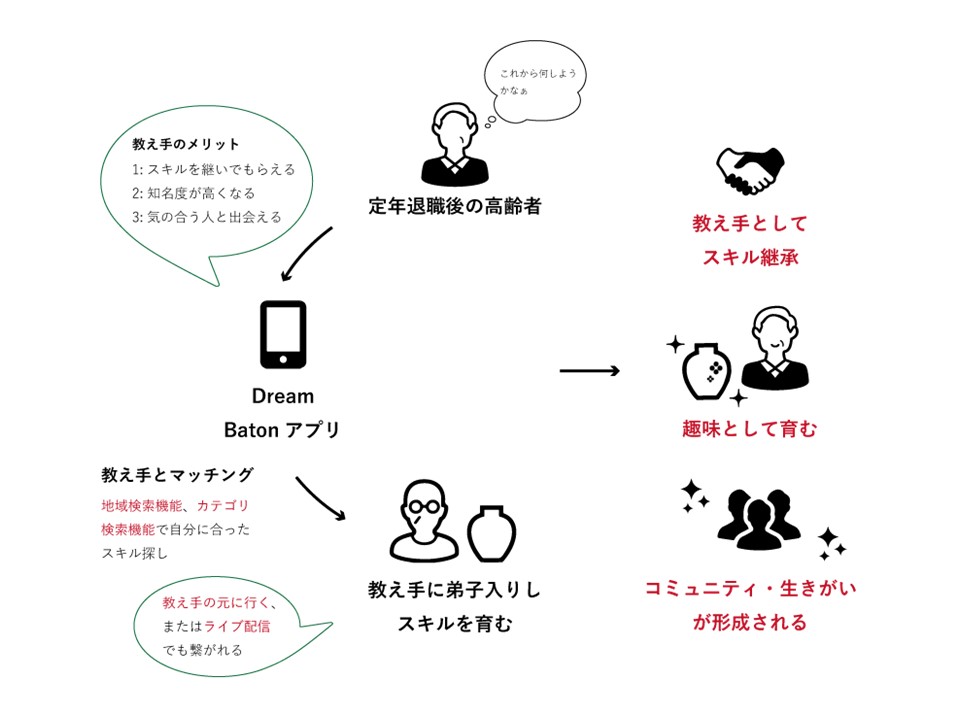 これから何しよう
かなぁ
定年退職後の高齢者
教え手のメリット
1: スキルを継いでもらえる
2: 知名度が高くなる
3: 気の合う人と出会える
Dream
Baton アプリ
教え手とマッチング
地域検索機能、カテゴリ
検索機能で自分に合った
スキル探し
教え手の元に行く、
またはライブ配信
でも繋がれる
教え手に弟子入りし
スキルを育む
教え手として
スキル継承
趣味として育む
コミュニティ・生きがい
が形成される